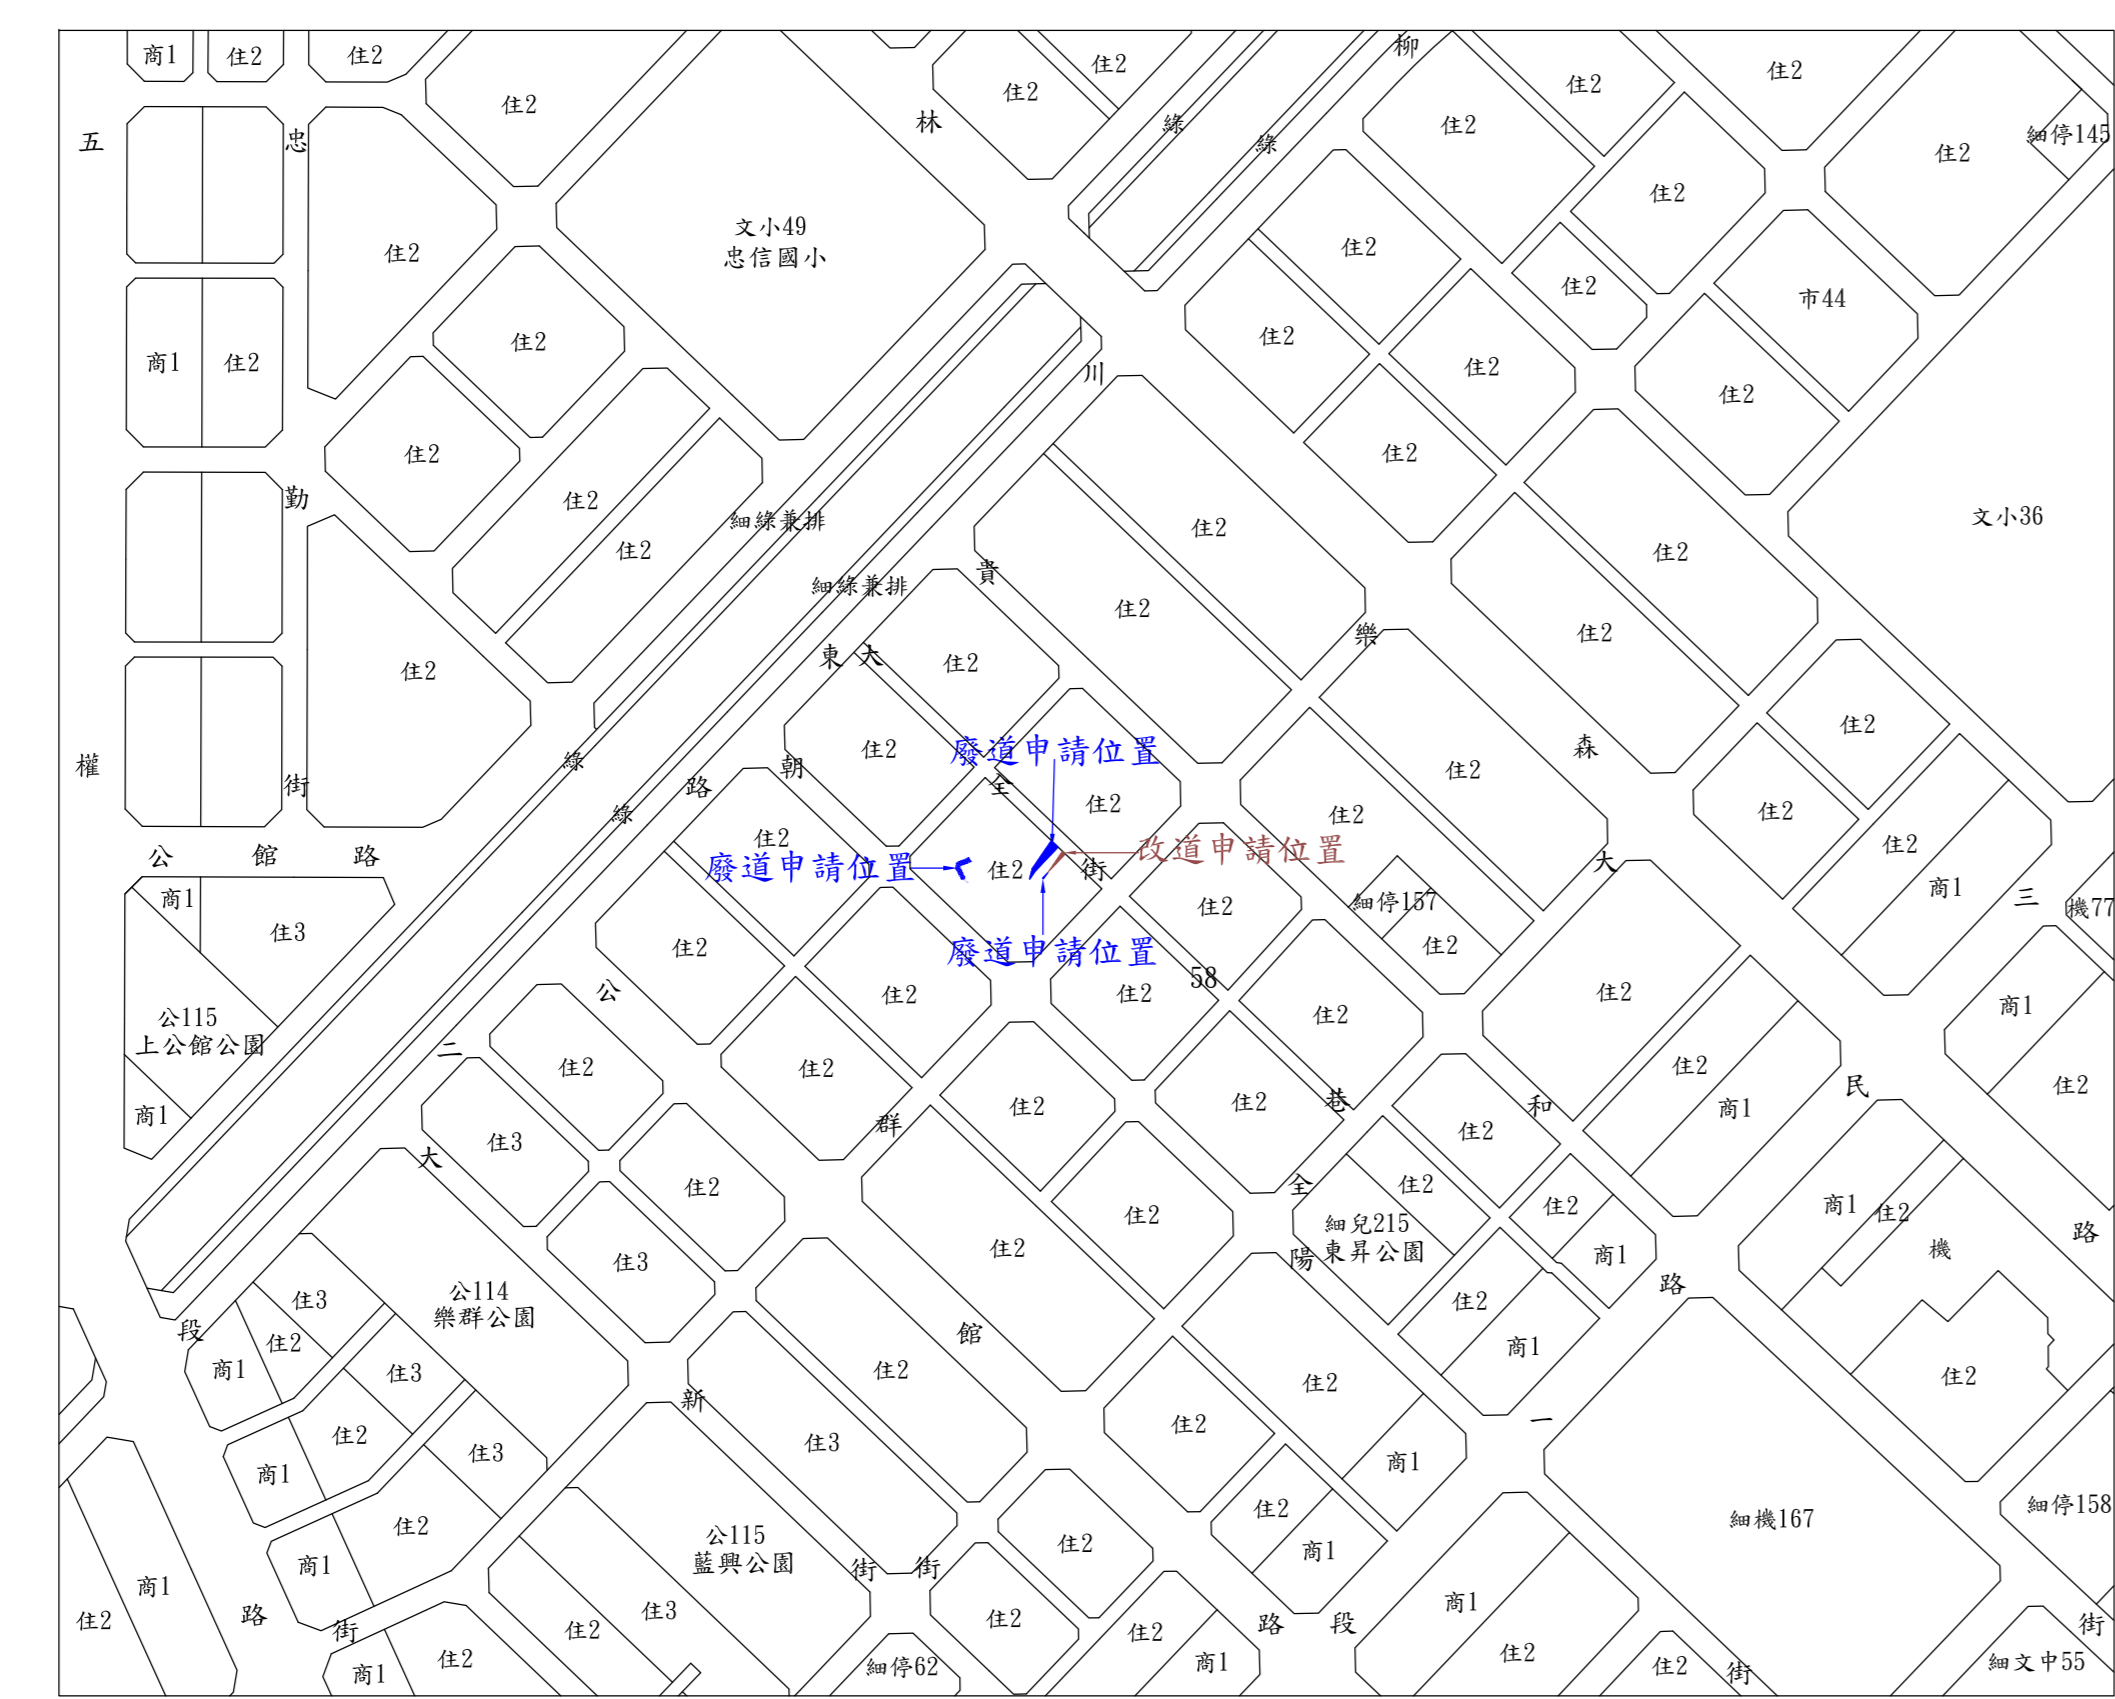 商1
住2
住2
住2
住2
住2
住2
住2
住2
柳
五
忠
林
綠
綠
住2
住2
住2
細停145
住2
文小49
忠信國小
住2
住2
市44
商1
住2
住2
住2
住2
川
住2
住2
住2
住2
勤
住2
細綠兼排
住2
住2
住2
文小36
細綠兼排
貴
住2
住2
樂
住2
東
大
住2
權
街
綠
路
朝
住2
廢道申請位置
全
住2
住2
森
住2
住2
綠
住2
住2
住2
公
館
路
廢道申請位置
住2
街
改道申請位置
大
住2
商1
三
機77
商1
住3
住2
廢道申請位置
住2
細停157
住2
公
住2
住2
58
住2
住2
商1
公115
上公館公園
二
住2
住2
住2
商1
住2
住2
商1
住3
大
群
住2
住2
巷
和
住2
民
住2
住2
全
住2
住2
商1
住2
路
住3
住2
細兒215
東昇公園
陽
商1
機
公114
樂群公園
住3
住2
段
商1
住3
住2
館
住2
住2
商1
路
住2
新
住2
住3
住3
住2
商1
一
商1
住2
公115
藍興公園
住2
住2
商1
細機167
細停158
商1
商1
住2
路
街
住3
住2
街
街
住2
住2
商1
路
段
商1
住2
街
住2
商1
細停62
住2
街
細文中55